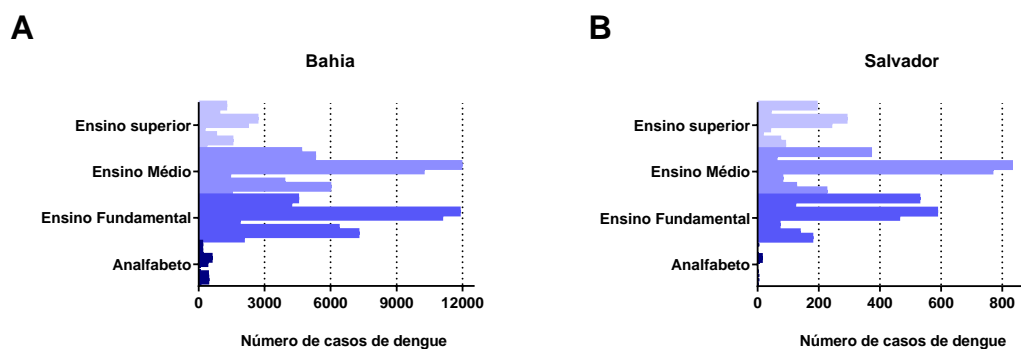 A
Bahia
Ensino superior
Ensino Médio
Ensino Fundamental
Analfabeto
0 3000 6000 9000 12000
Número de casos de dengue
B
Salvador
Ensino superior
Ensino Médio
Ensino Fundamental
Analfabeto
0 200 400 600 800
Número de casos de dengue